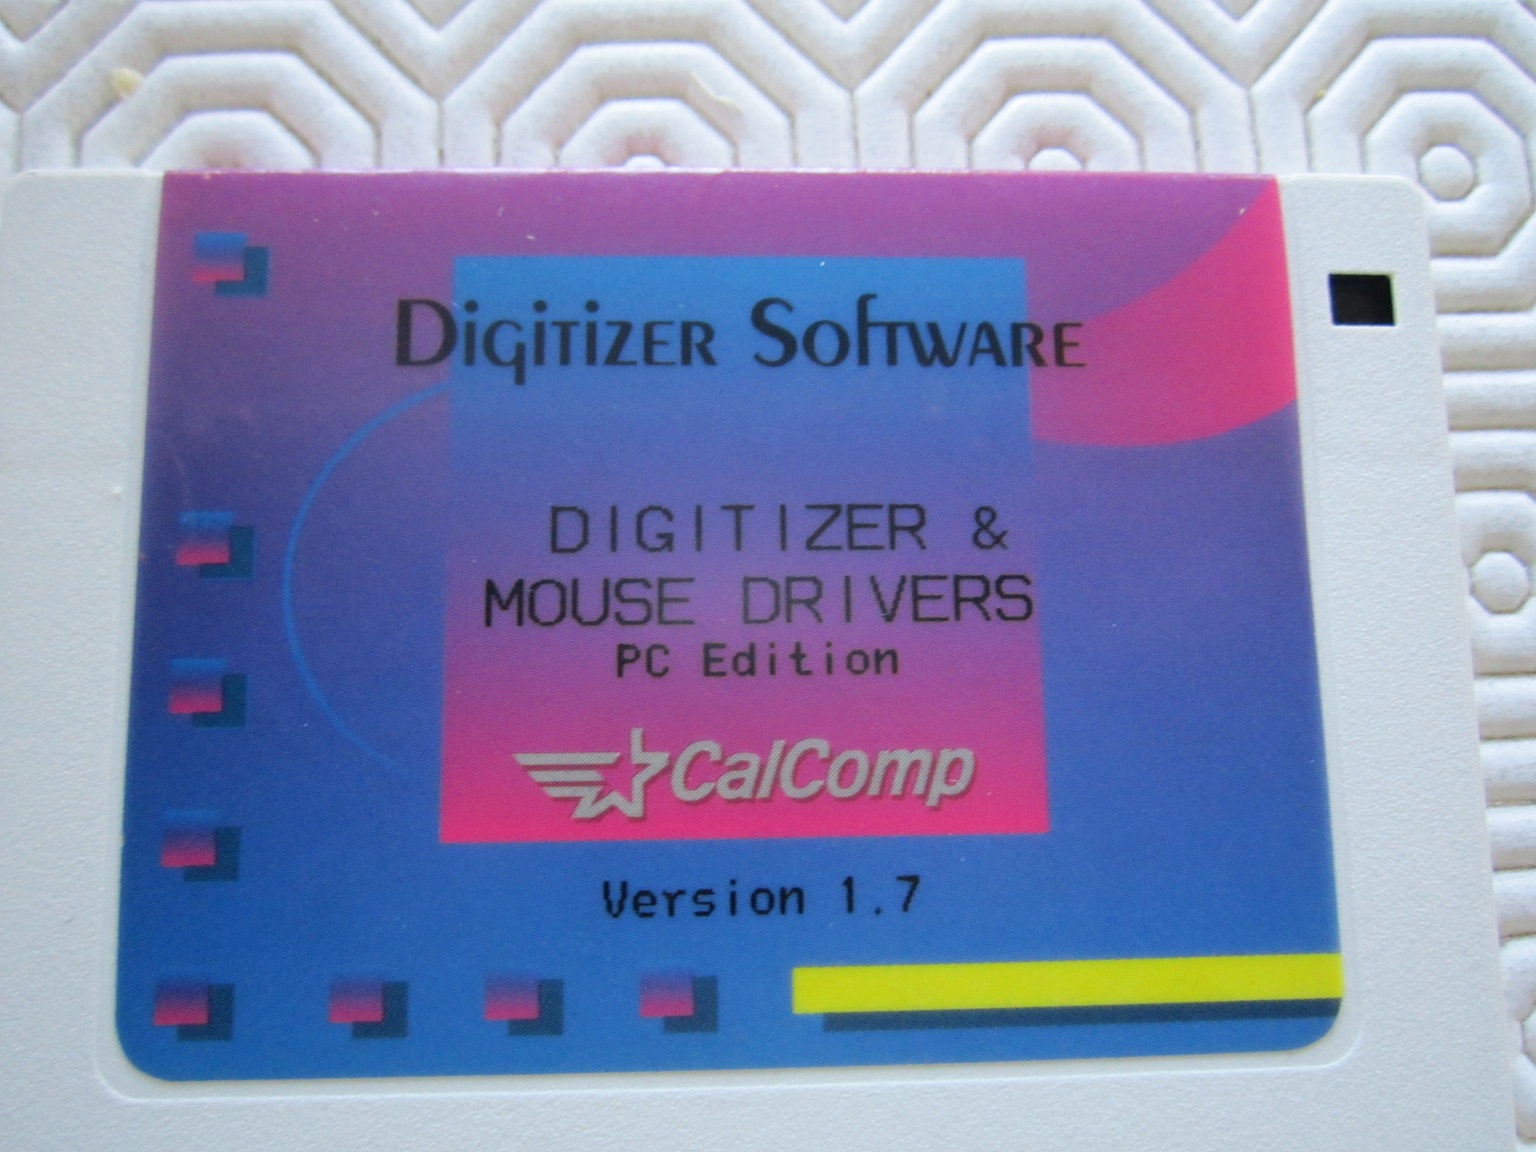 Digitizer Software
DIGITIZER &
MOUSE DRIVERS
PC Edition
CalComp
Version 1.7